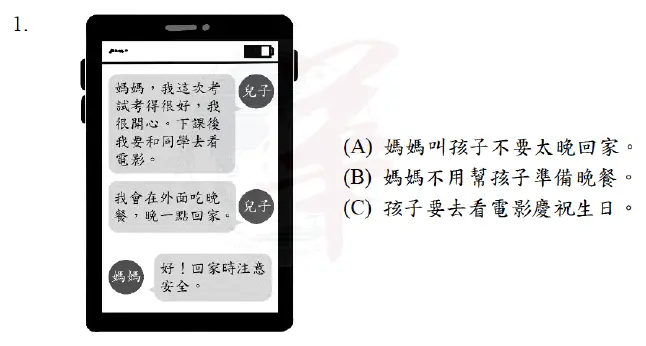 1.
媽媽，我這次考
試考得很好，我
很開心。下課後
我要和同學去看
電影。
兒子
我會在外面吃晚
餐，晚一點回家。
兒子
媽媽
好！回家時注意
安全。
(A) 媽媽叫孩子不要太晚回家。
(B) 媽媽不用幫孩子準備晚餐。
(C) 孩子要去看電影慶祝生日。